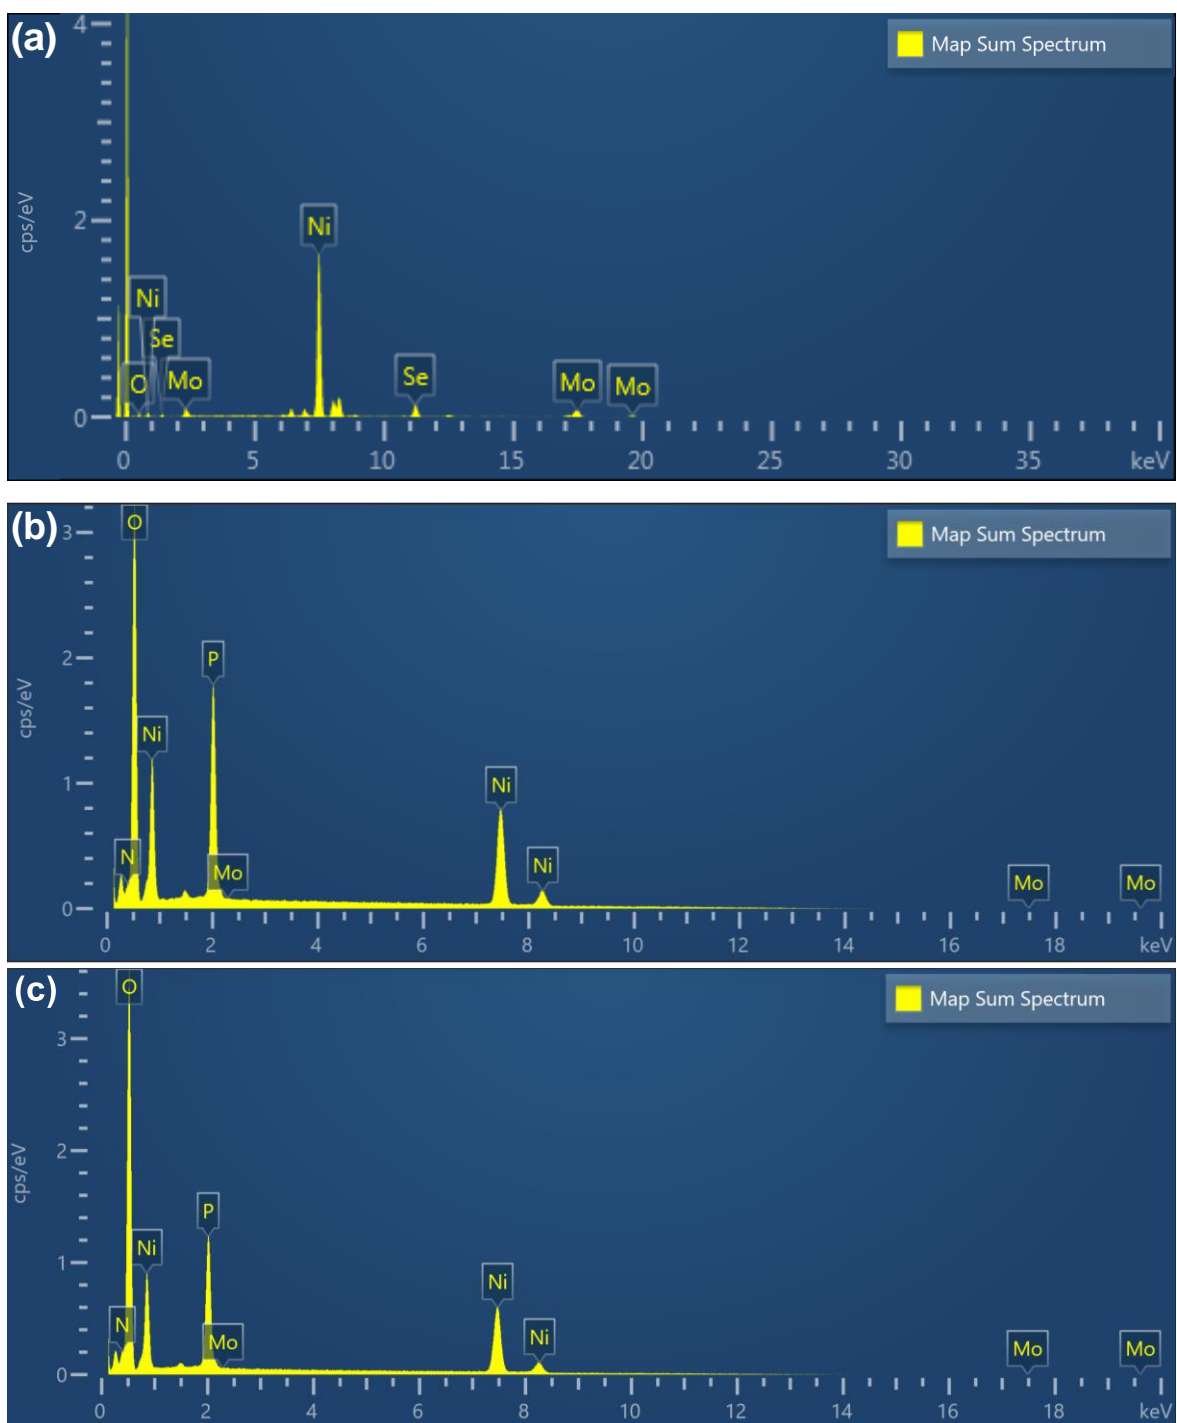 (a)
Map Sum Spectrum
cps/eV
4
2
0
Ni
Ni
Se
O
Mo
Se
Mo
Mo
0 5 10 15 20 25 30 35 keV
(b)
Map Sum Spectrum
cps/eV
3
2
1
0
O
P
Ni
Ni
N
Mo
Ni
Mo
Mo
0 2 4 6 8 10 12 14 16 18 keV
(c)
Map Sum Spectrum
cps/eV
3
2
1
0
O
P
Ni
Ni
N
Mo
Ni
Mo
Mo
0 2 4 6 8 10 12 14 16 18 keV